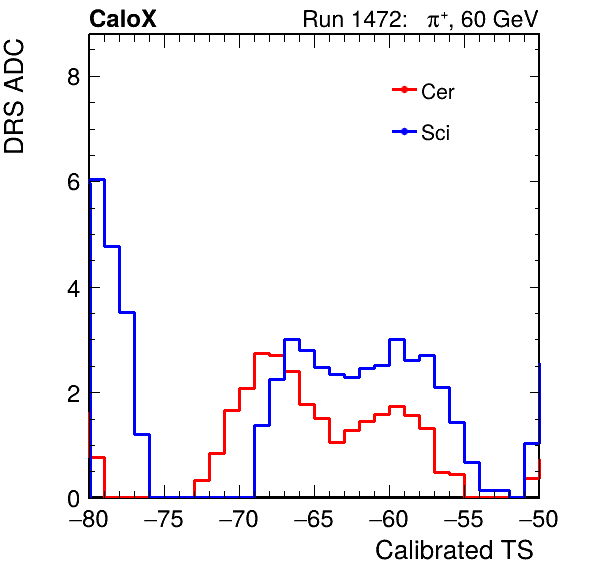 CaloX Run 1472: π⁺, 60 GeV
DRS ADC
8
6
4
2
0
Cer
Sci
−80 −75 −70 −65 −60 −55 −50
Calibrated TS